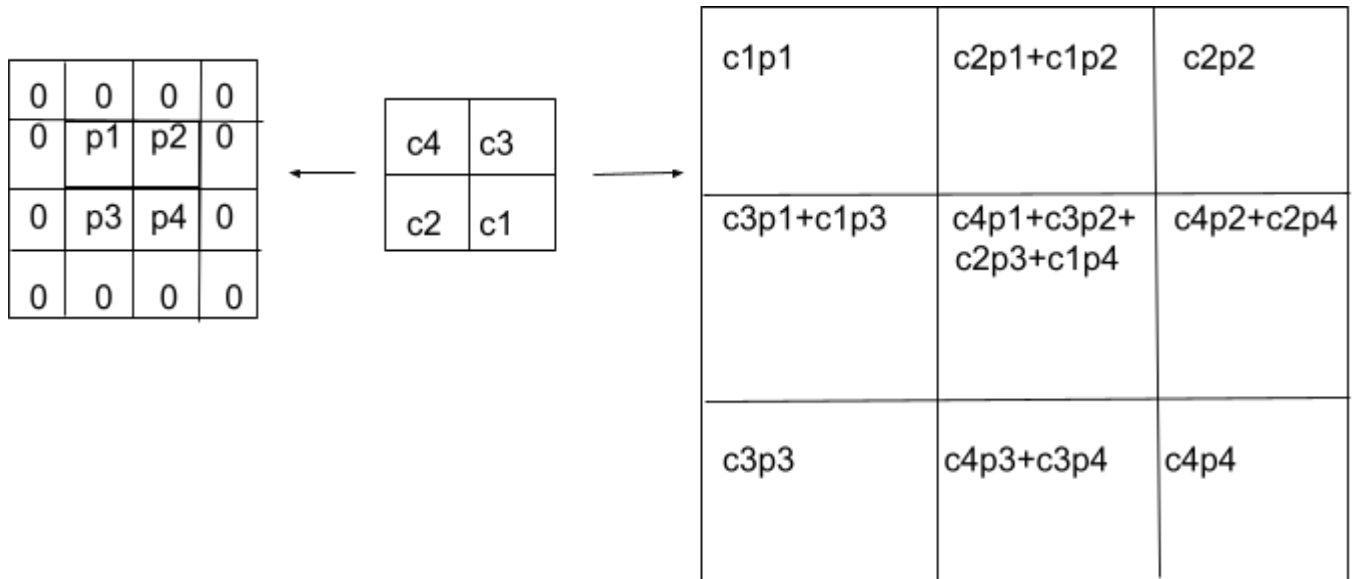 0 0 0 0
0 p1 p2 0
0 p3 p4 0
0 0 0 0
c4 c3
c2 c1
c1p1 c2p1+c1p2 c2p2
c3p1+c1p3 c4p1+c3p2+ c4p2+c2p4
c2p3+c1p4
c3p3 c4p3+c3p4 c4p4